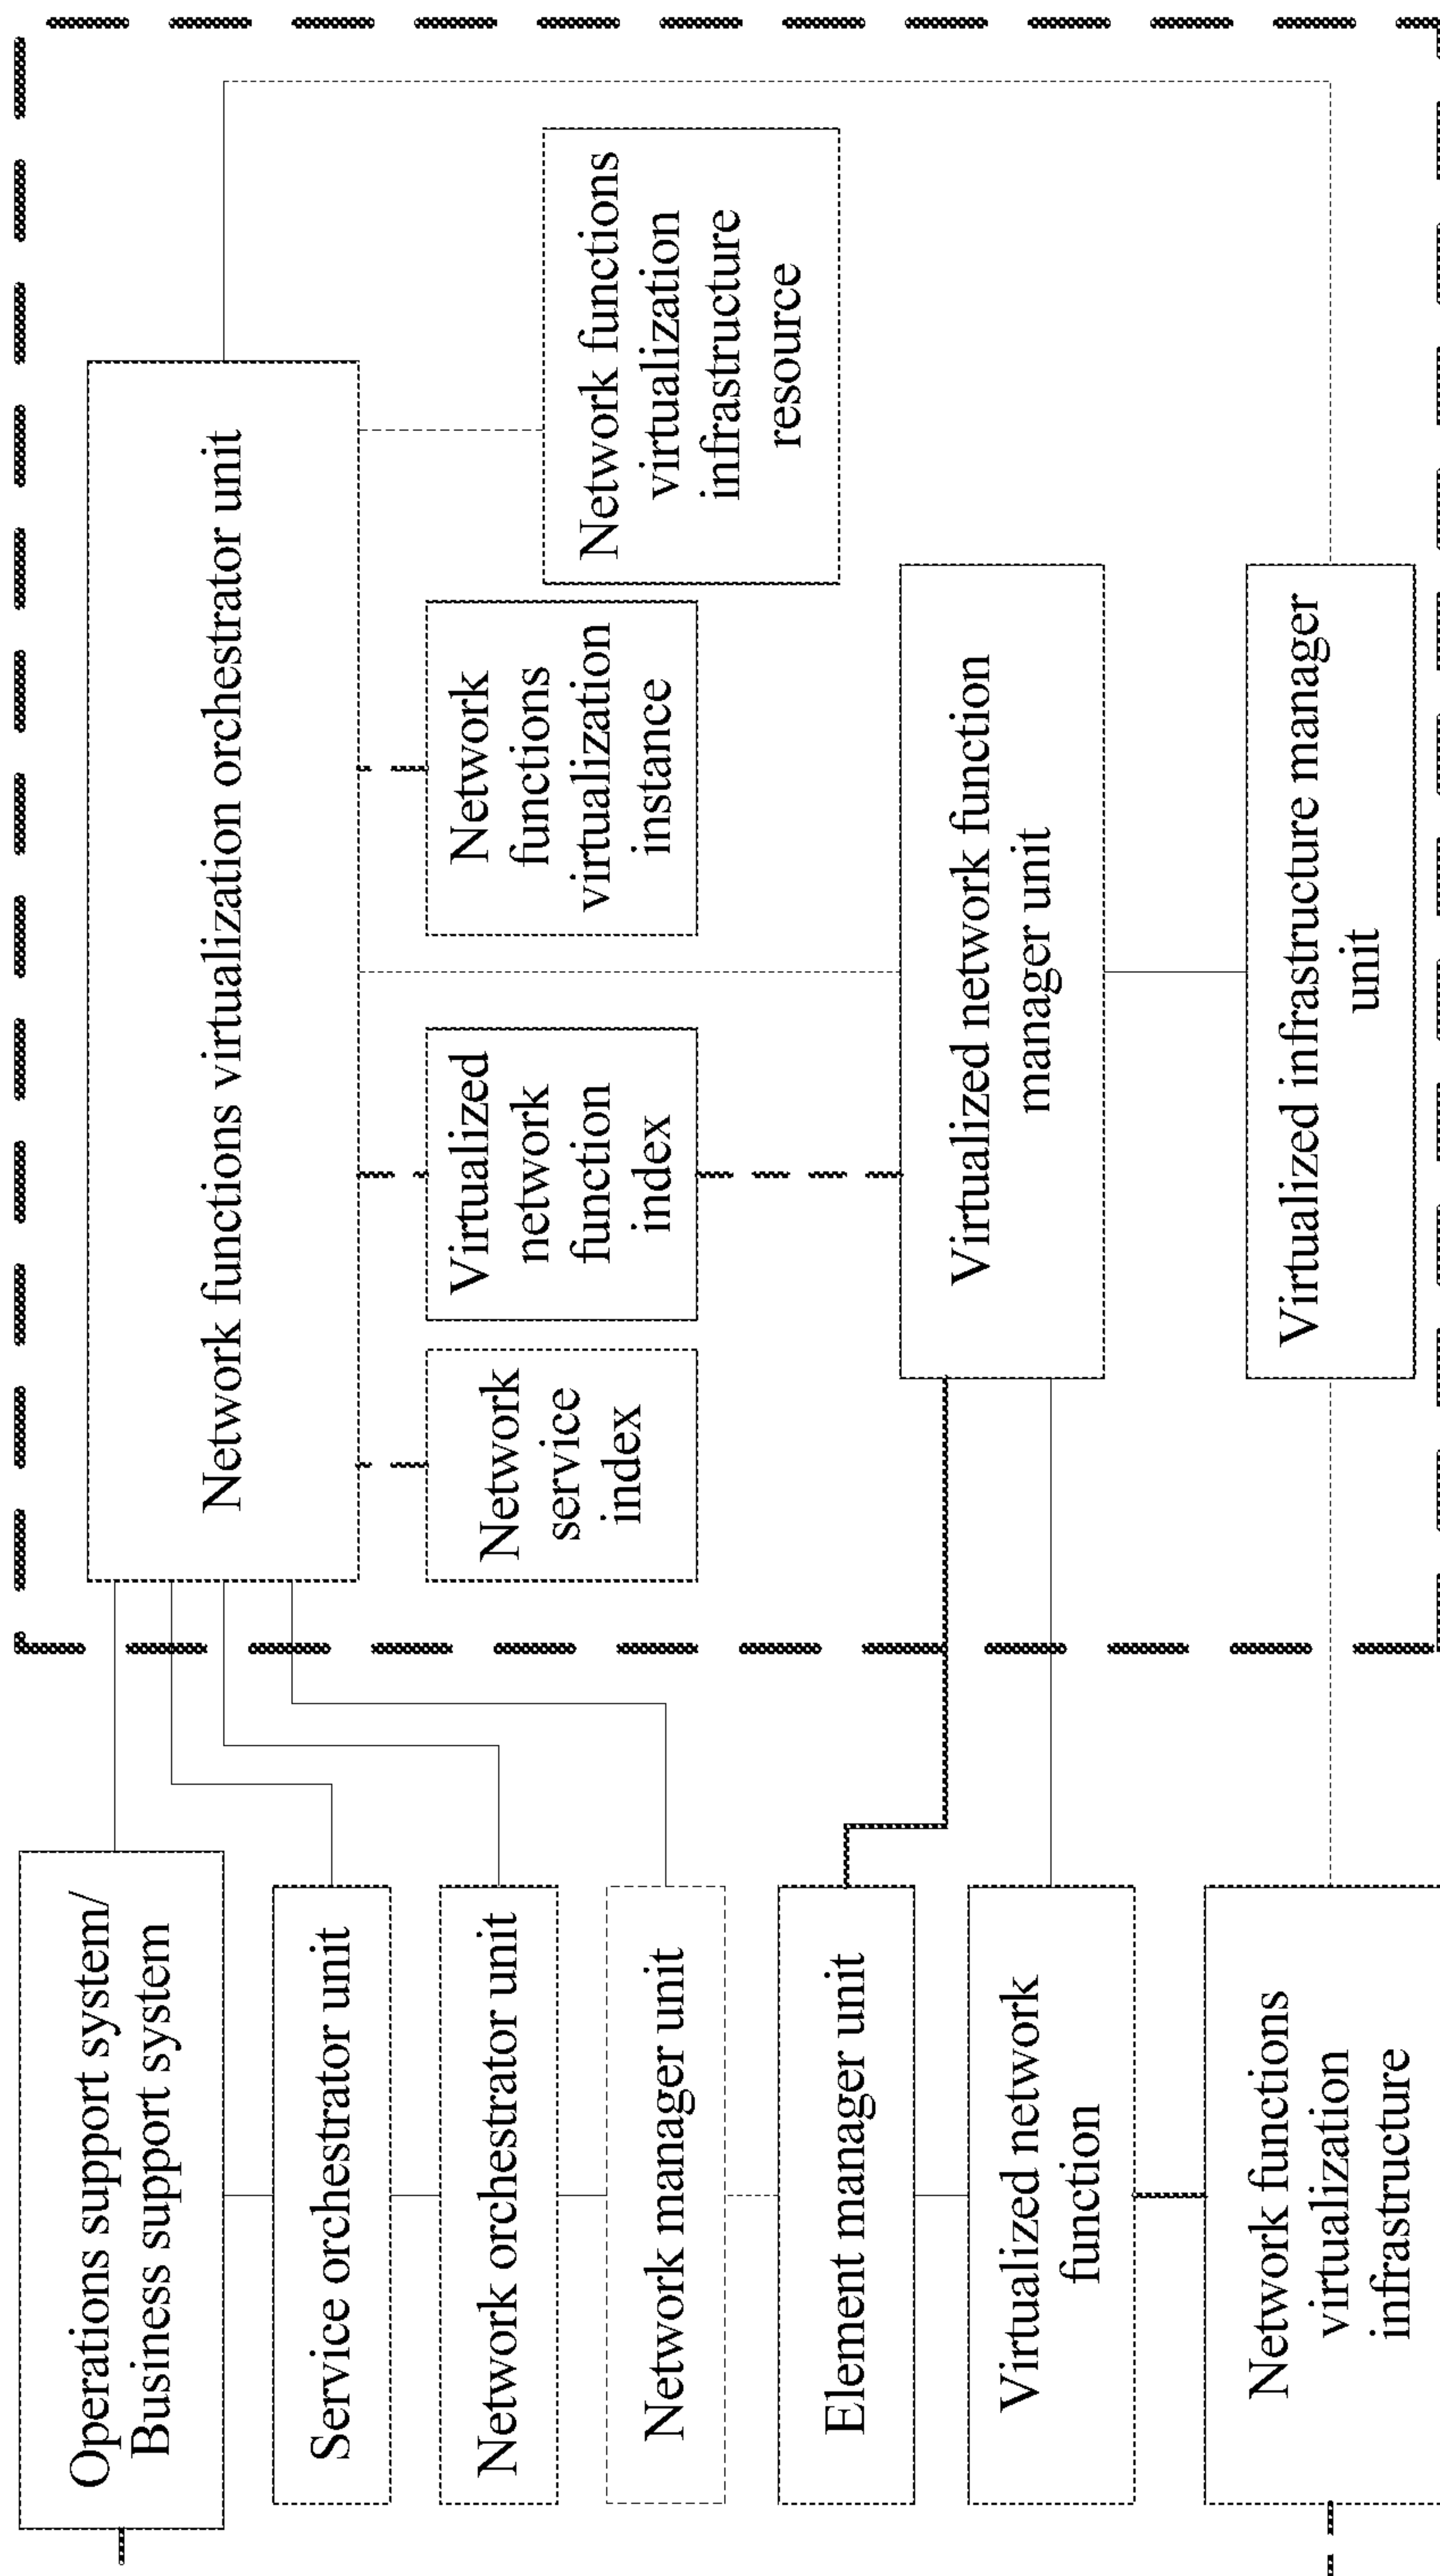 Operations support system/
Business support system
Service orchestrator unit
Network orchestrator unit
Network manager unit
Element manager unit
Virtualized network
function
Network functions
virtualization
infrastructure
Network functions virtualization orchestrator unit
Network
service
index
Virtualized
network
function
index
Network
functions
virtualization
instance
Network functions
virtualization
infrastructure
resource
Virtualized network function
manager unit
Virtualized infrastructure manager
unit